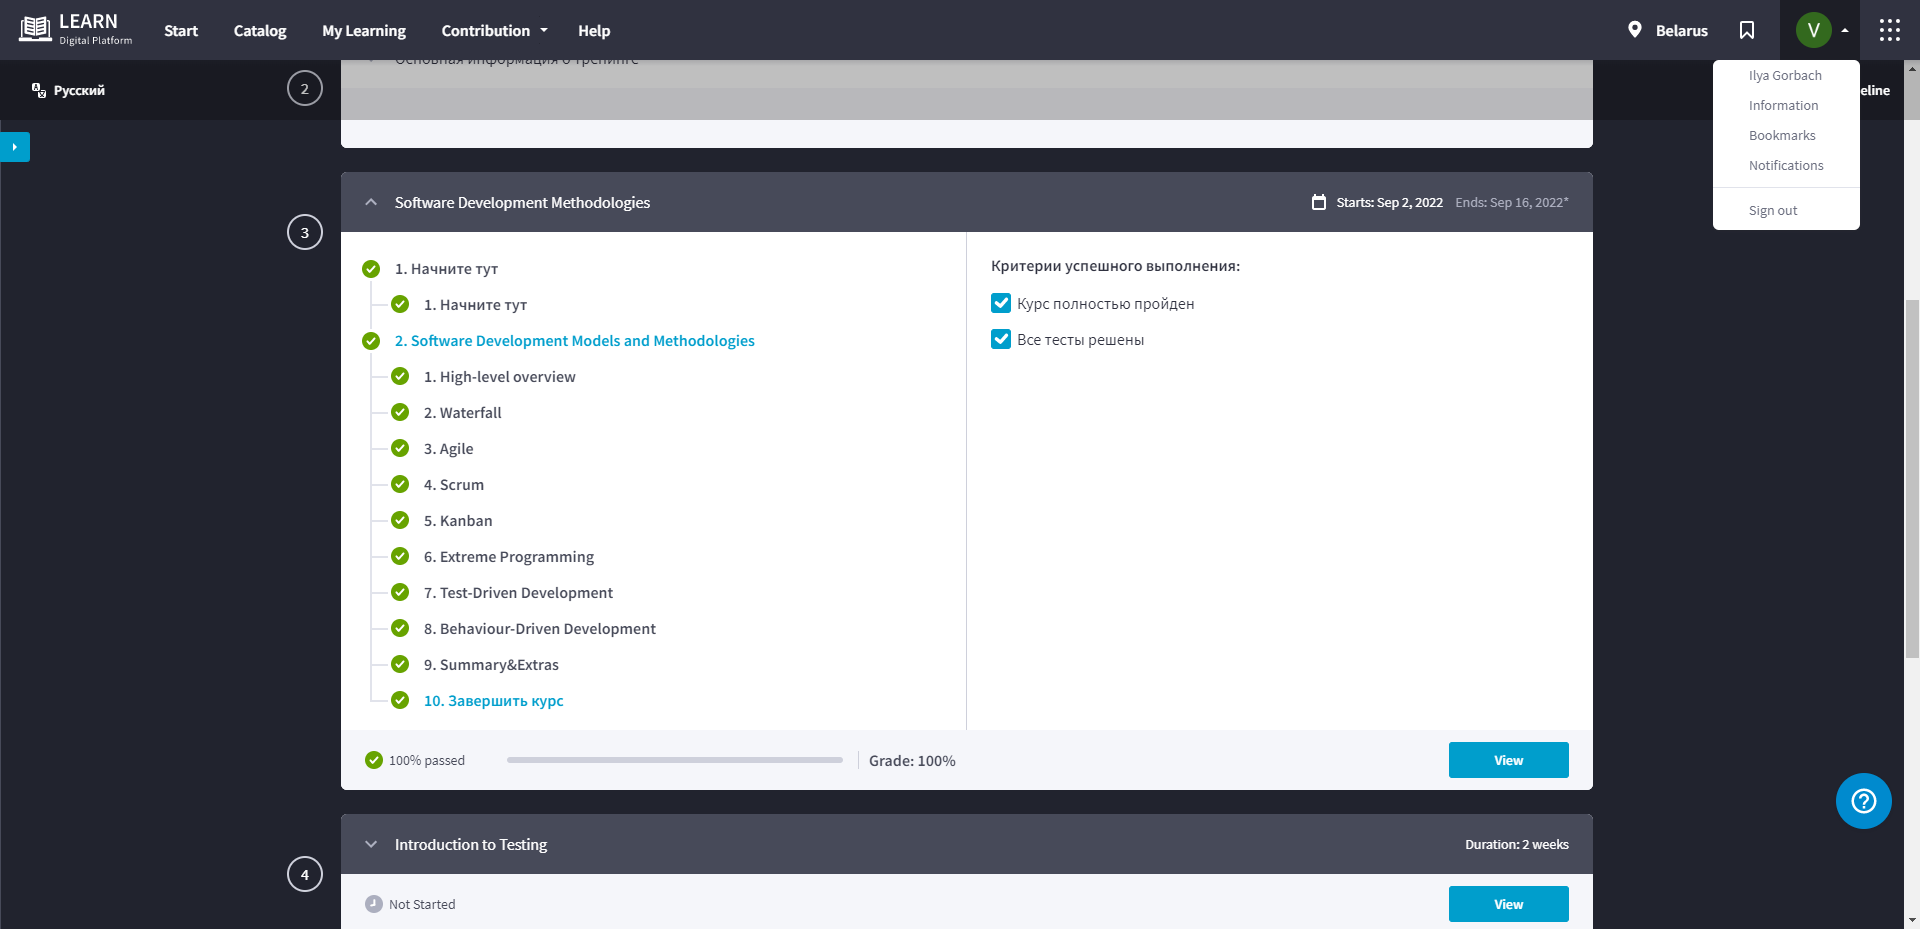 LEARN
Digital Platform
Start
Catalog
My Learning
Contribution
Help
Belarus
V
Русский
2
Основная информация о тренинге
eline
Ilya Gorbach
Information
Bookmarks
Notifications
Sign out
3
Software Development Methodologies
Starts: Sep 2, 2022
Ends: Sep 16, 2022*
1. Начните тут
1. Начните тут
2. Software Development Models and Methodologies
1. High-level overview
2. Waterfall
3. Agile
4. Scrum
5. Kanban
6. Extreme Programming
7. Test-Driven Development
8. Behaviour-Driven Development
9. Summary&Extras
10. Завершить курс
Критерии успешного выполнения:
Курс полностью пройден
Все тесты решены
100% passed
Grade: 100%
View
4
Introduction to Testing
Duration: 2 weeks
Not Started
View